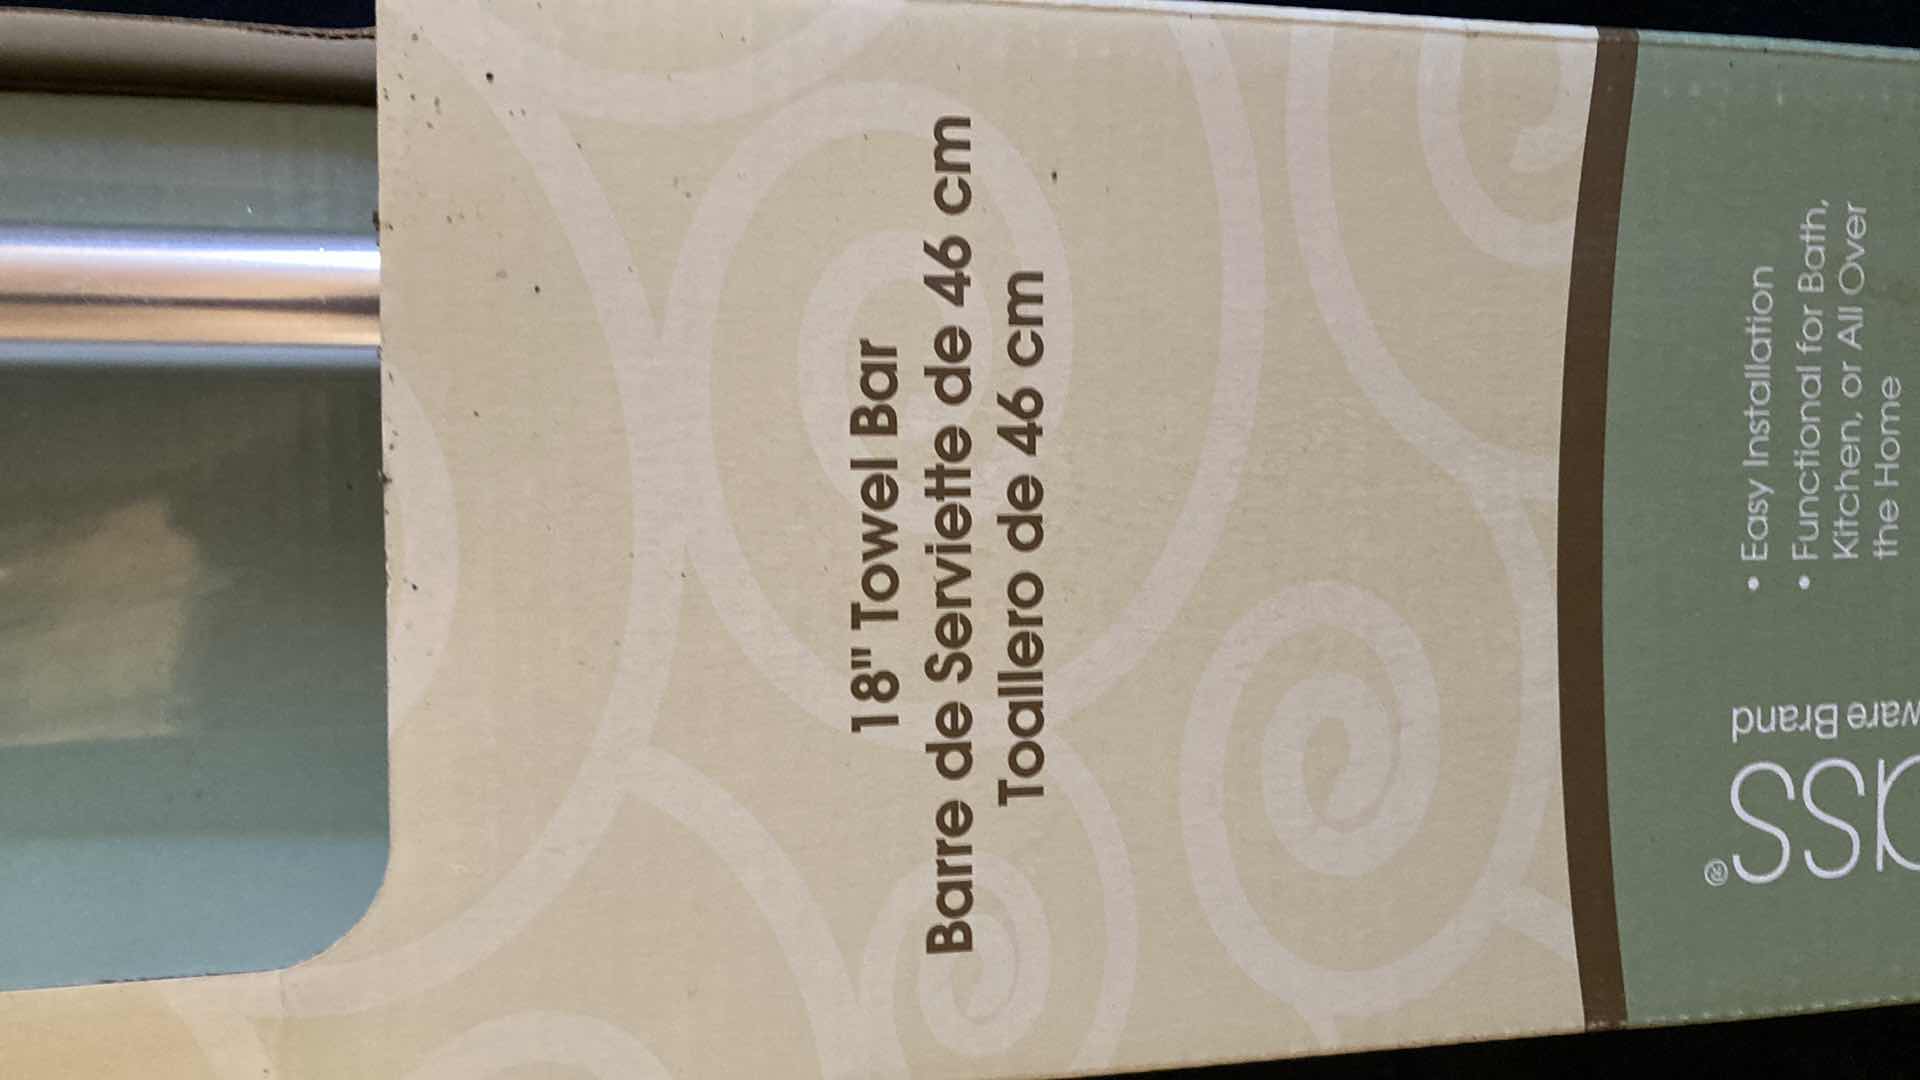 18" Towel Bar
Barre de Serviette de 46 cm
Toallero de 46 cm
• Easy Installation
• Functional for Bath,
Kitchen, or All Over
the Home
Brand
®